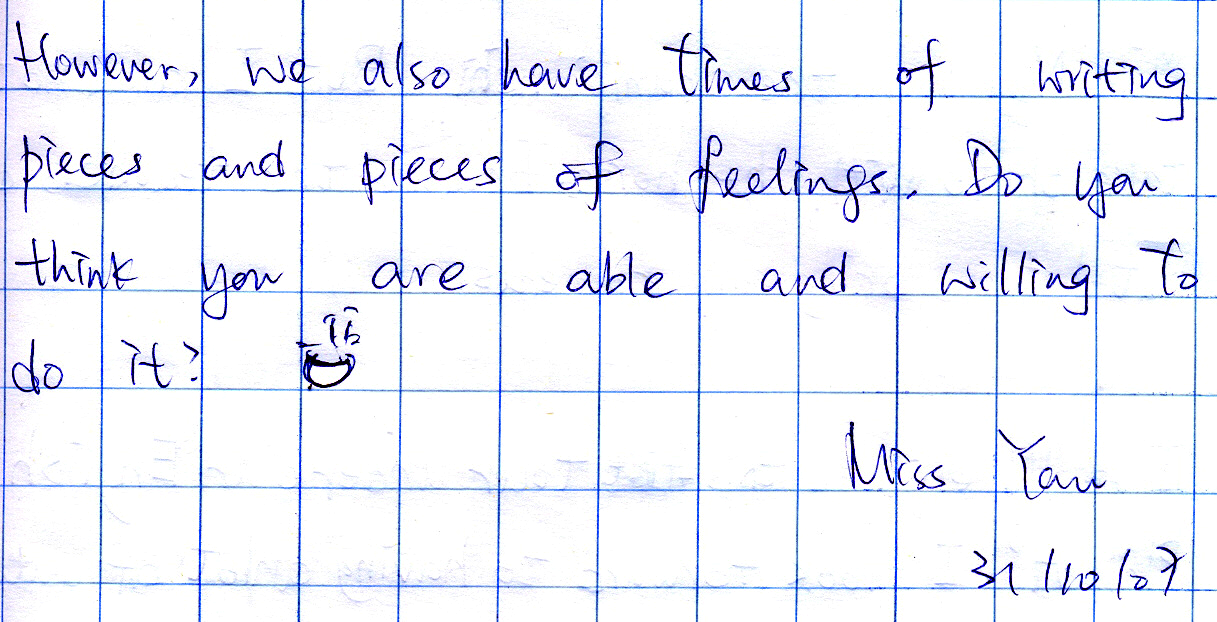 However, we also have times of writing
pieces and pieces of feelings. Do you
think you are able and willing to
do it?
Miss Yau
31/10/07